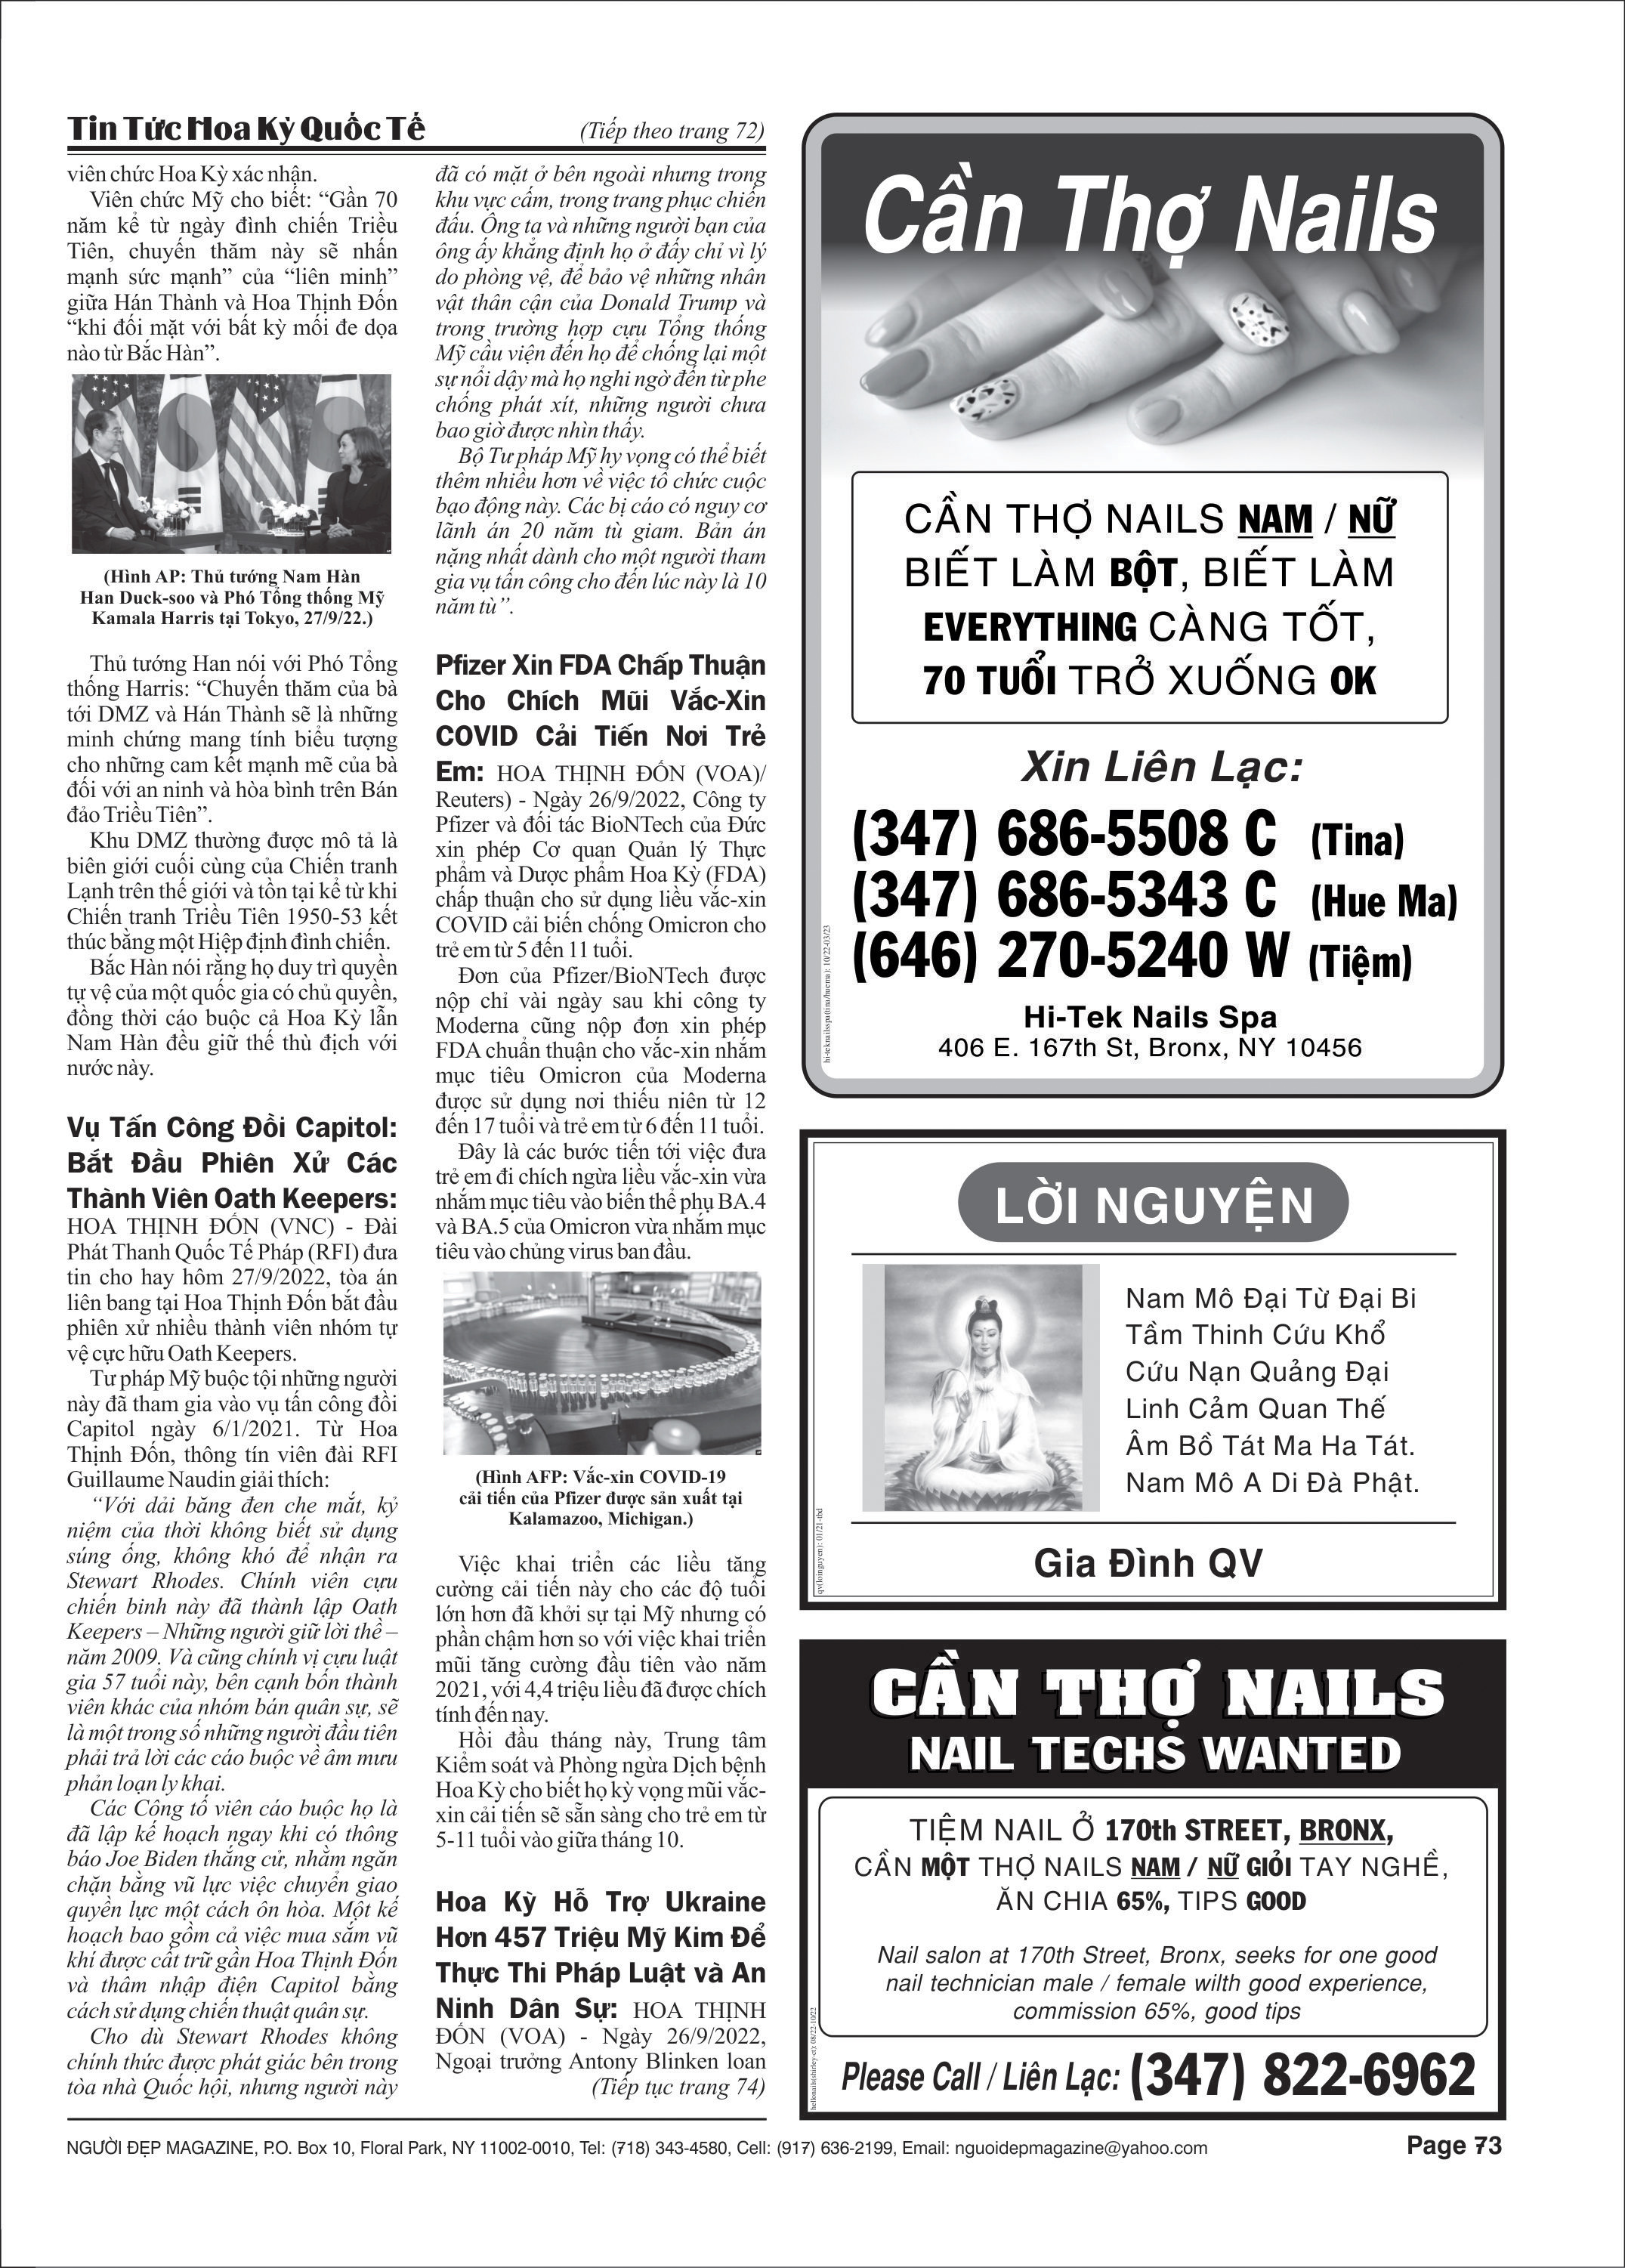 Tin Tức Hoa Kỳ Quốc Tế
(Tiếp theo trang 72)
viên chức Hoa Kỳ xác nhận.
Viên chức Mỹ cho biết: “Gần 70
năm kể từ ngày đình chiến Triều
Tiên, chuyến thăm này sẽ nhấn
mạnh sức mạnh” của “liên minh”
giữa Hán Thành và Hoa Thịnh Đốn
“khi đối mặt với bất kỳ mối đe dọa
nào từ Bắc Hàn”.
(Hình AP: Thủ tướng Nam Hàn
Han Duck-soo và Phó Tổng thống Mỹ
Kamala Harris tại Tokyo, 27/9/22.)
Thủ tướng Han nói với Phó Tổng
thống Harris: “Chuyến thăm của bà
tới DMZ và Hán Thành sẽ là những
minh chứng mang tính biểu tượng
cho những cam kết mạnh mẽ của bà
đối với an ninh và hòa bình trên Bán
đảo Triều Tiên”.
Khu DMZ thường được mô tả là
biên giới cuối cùng của Chiến tranh
Lạnh trên thế giới và tồn tại kể từ khi
Chiến tranh Triều Tiên 1950-53 kết
thúc bằng một Hiệp định đình chiến.
Bắc Hàn nói rằng họ duy trì quyền
tự vệ của một quốc gia có chủ quyền,
đồng thời cáo buộc cả Hoa Kỳ lẫn
Nam Hàn đều giữ thế thù địch với
nước này.
Vụ Tấn Công Đồi Capitol:
Bắt Đầu Phiên Xử Các
Thành Viên Oath Keepers:
HOA THỊNH ĐỐN (VNC) - Đài
Phát Thanh Quốc Tế Pháp (RFI) đưa
tin cho hay hôm 27/9/2022, tòa án
liên bang tại Hoa Thịnh Đốn bắt đầu
phiên xử nhiều thành viên nhóm tự
vệ cực hữu Oath Keepers.
Tư pháp Mỹ buộc tội những người
này đã tham gia vào vụ tấn công đồi
Capitol ngày 6/1/2021. Từ Hoa
Thịnh Đốn, thông tín viên đài RFI
Guillaume Naudin giải thích:
“Với dải băng đen che mắt, kỷ
niệm của thời không biết sử dụng
súng ống, không khó để nhận ra
Stewart Rhodes. Chính viên cựu
chiến binh này đã thành lập Oath
Keepers – Những người giữ lời thề –
năm 2009. Và cũng chính vị cựu luật
gia 57 tuổi này, bên cạnh bốn thành
viên khác của nhóm bán quân sự, sẽ
là một trong số những người đầu tiên
phải trả lời các cáo buộc về âm mưu
phản loạn ly khai.
Các Công tố viên cáo buộc họ là
đã lập kế hoạch ngay khi có thông
báo Joe Biden thắng cử, nhằm ngăn
chặn bằng vũ lực việc chuyển giao
quyền lực một cách ôn hòa. Một kế
hoạch bao gồm cả việc mua sắm vũ
khí được cất trữ gần Hoa Thịnh Đốn
và thâm nhập điện Capitol bằng
cách sử dụng chiến thuật quân sự.
Cho dù Stewart Rhodes không
chính thức được phát giác bên trong
tòa nhà Quốc hội, nhưng người này
đã có mặt ở bên ngoài nhưng trong
khu vực cấm, trong trang phục chiến
đấu. Ông ta và những người bạn của
ông ấy khẳng định họ ở đấy chỉ vì lý
do phòng vệ, để bảo vệ những nhân
vật thân cận của Donald Trump và
trong trường hợp cựu Tổng thống
Mỹ cầu viện đến họ để chống lại một
sự nổi dậy mà họ nghi ngờ đến từ phe
chống phát xít, những người chưa
bao giờ được nhìn thấy.
Bộ Tư pháp Mỹ hy vọng có thể biết
thêm nhiều hơn về việc tổ chức cuộc
bạo động này. Các bị cáo có nguy cơ
lãnh án 20 năm tù giam. Bản án
nặng nhất dành cho một người tham
gia vụ tấn công cho đến lúc này là 10
năm tù”.
Pfizer Xin FDA Chấp Thuận
Cho Chích Mũi Vắc-Xin
COVID Cải Tiến Nơi Trẻ
Em: HOA THỊNH ĐỐN (VOA)/
Reuters) - Ngày 26/9/2022, Công ty
Pfizer và đối tác BioNTech của Đức
xin phép Cơ quan Quản lý Thực
phẩm và Dược phẩm Hoa Kỳ (FDA)
chấp thuận cho sử dụng liều vắc-xin
COVID cải biến chống Omicron cho
trẻ em từ 5 đến 11 tuổi.
Đơn của Pfizer/BioNTech được
nộp chỉ vài ngày sau khi công ty
Moderna cũng nộp đơn xin phép
FDA chuẩn thuận cho vắc-xin nhắm
mục tiêu Omicron của Moderna
được sử dụng nơi thiếu niên từ 12
đến 17 tuổi và trẻ em từ 6 đến 11 tuổi.
Đây là các bước tiến tới việc đưa
trẻ em đi chích ngừa liều vắc-xin vừa
nhắm mục tiêu vào biến thể phụ BA.4
và BA.5 của Omicron vừa nhắm mục
tiêu vào chủng virus ban đầu.
(Hình AFP: Vắc-xin COVID-19
cải tiến của Pfizer được sản xuất tại
Kalamazoo, Michigan.)
Việc khai triển các liều tăng
cường cải tiến này cho các độ tuổi
lớn hơn đã khởi sự tại Mỹ nhưng có
phần chậm hơn so với việc khai triển
mũi tăng cường đầu tiên vào năm
2021, với 4,4 triệu liều đã được chích
tính đến nay.
Hồi đầu tháng này, Trung tâm
Kiểm soát và Phòng ngừa Dịch bệnh
Hoa Kỳ cho biết họ kỳ vọng mũi vắc-
xin cải tiến sẽ sẵn sàng cho trẻ em từ
5-11 tuổi vào giữa tháng 10.
Hoa Kỳ Hỗ Trợ Ukraine
Hơn 457 Triệu Mỹ Kim Để
Thực Thi Pháp Luật và An
Ninh Dân Sự: HOA THỊNH
ĐỐN (VOA) - Ngày 26/9/2022,
Ngoại trưởng Antony Blinken loan
(Tiếp tục trang 74)
Cần Thợ Nails
CẦN THỢ NAILS NAM / NỮ
BIẾT LÀM BỘT, BIẾT LÀM
EVERYTHING CÀNG TỐT,
70 TUỔI TRỞ XUỐNG OK
Xin Liên Lạc:
(347) 686-5508 C (Tina)
(347) 686-5343 C (Hue Ma)
(646) 270-5240 W (Tiệm)
Hi-Tek Nails Spa
406 E. 167th St, Bronx, NY 10456
hi-teknailsspa(tina/huema): 10/22-03/23
LỜI NGUYỆN
Nam Mô Đại Từ Đại Bi
Tầm Thinh Cứu Khổ
Cứu Nạn Quảng Đại
Linh Cảm Quan Thế
Âm Bồ Tát Ma Ha Tát.
Nam Mô A Di Đà Phật.
Gia Đình QV
qv(loinguyen): 01/21-tbd
CẦN THỢ NAILS
NAIL TECHS WANTED
TIỆM NAIL Ở 170th STREET, BRONX,
CẦN MỘT THỢ NAILS NAM / NỮ GIỎI TAY NGHỀ,
ĂN CHIA 65%, TIPS GOOD
Nail salon at 170th Street, Bronx, seeks for one good
nail technician male / female wilth good experience,
commission 65%, good tips
Please Call / Liên Lạc: (347) 822-6962
NGƯỜI ĐẸP MAGAZINE, P.O. Box 10, Floral Park, NY 11002-0010, Tel: (718) 343-4580, Cell: (917) 636-2199, Email: nguoidepmagazine@yahoo.com
Page 73